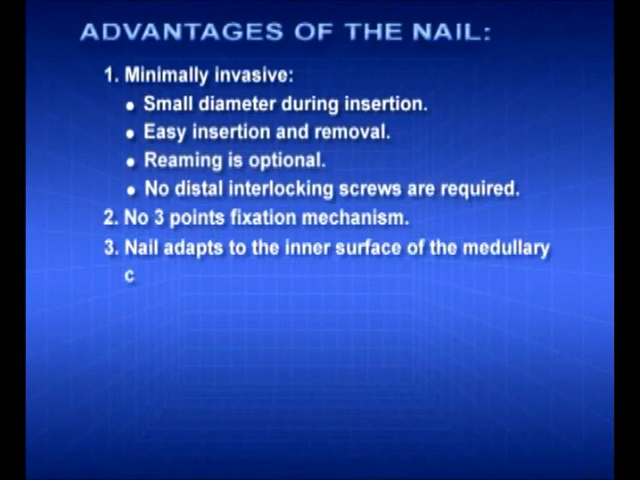 ADVANTAGES OF THE NAIL:
1. Minimally invasive:
• Small diameter during insertion.
• Easy insertion and removal.
• Reaming is optional.
• No distal interlocking screws are required.
2. No 3 points fixation mechanism.
3. Nail adapts to the inner surface of the medullary
c